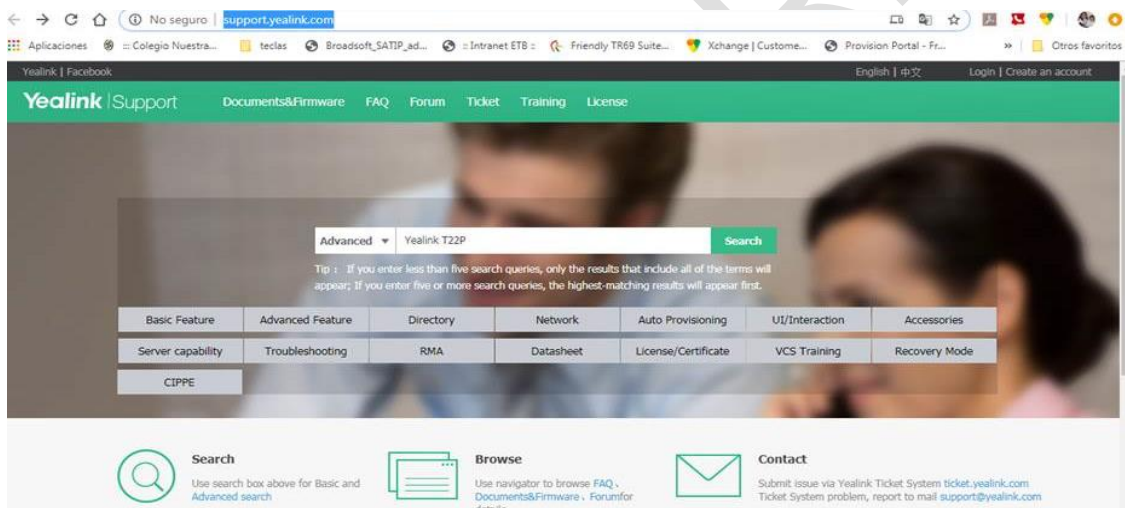 No seguro | support.yealink.com
Aplicaciones :: Colegio Nuestra... teclas Broadsoft_SATIP_ad... :: Intranet ETB :: Friendly TR69 Suite... Xchange | Custome... Provision Portal - Fr... » Otros favoritos
Yealink | Facebook English | 中文 Login | Create an account
Yealink | Support Documents&Firmware FAQ Forum Ticket Training License
Advanced Yealink T22P Search
Tip : If you enter less than five search queries, only the results that include all of the terms will
appear; If you enter five or more search queries, the highest-matching results will appear first.
Basic Feature Advanced Feature Directory Network Auto Provisioning UI/Interaction Accessories
Server capability Troubleshooting RMA Datasheet License/Certificate VCS Training Recovery Mode
CIPPE
Search Browse Contact
Use search box above for Basic and Use navigator to browse FAQ、 Submit issue via Yealink Ticket System ticket.yealink.com
Advanced search Documents&Firmware、Forumfor Ticket System problem, report to mail support@yealink.com